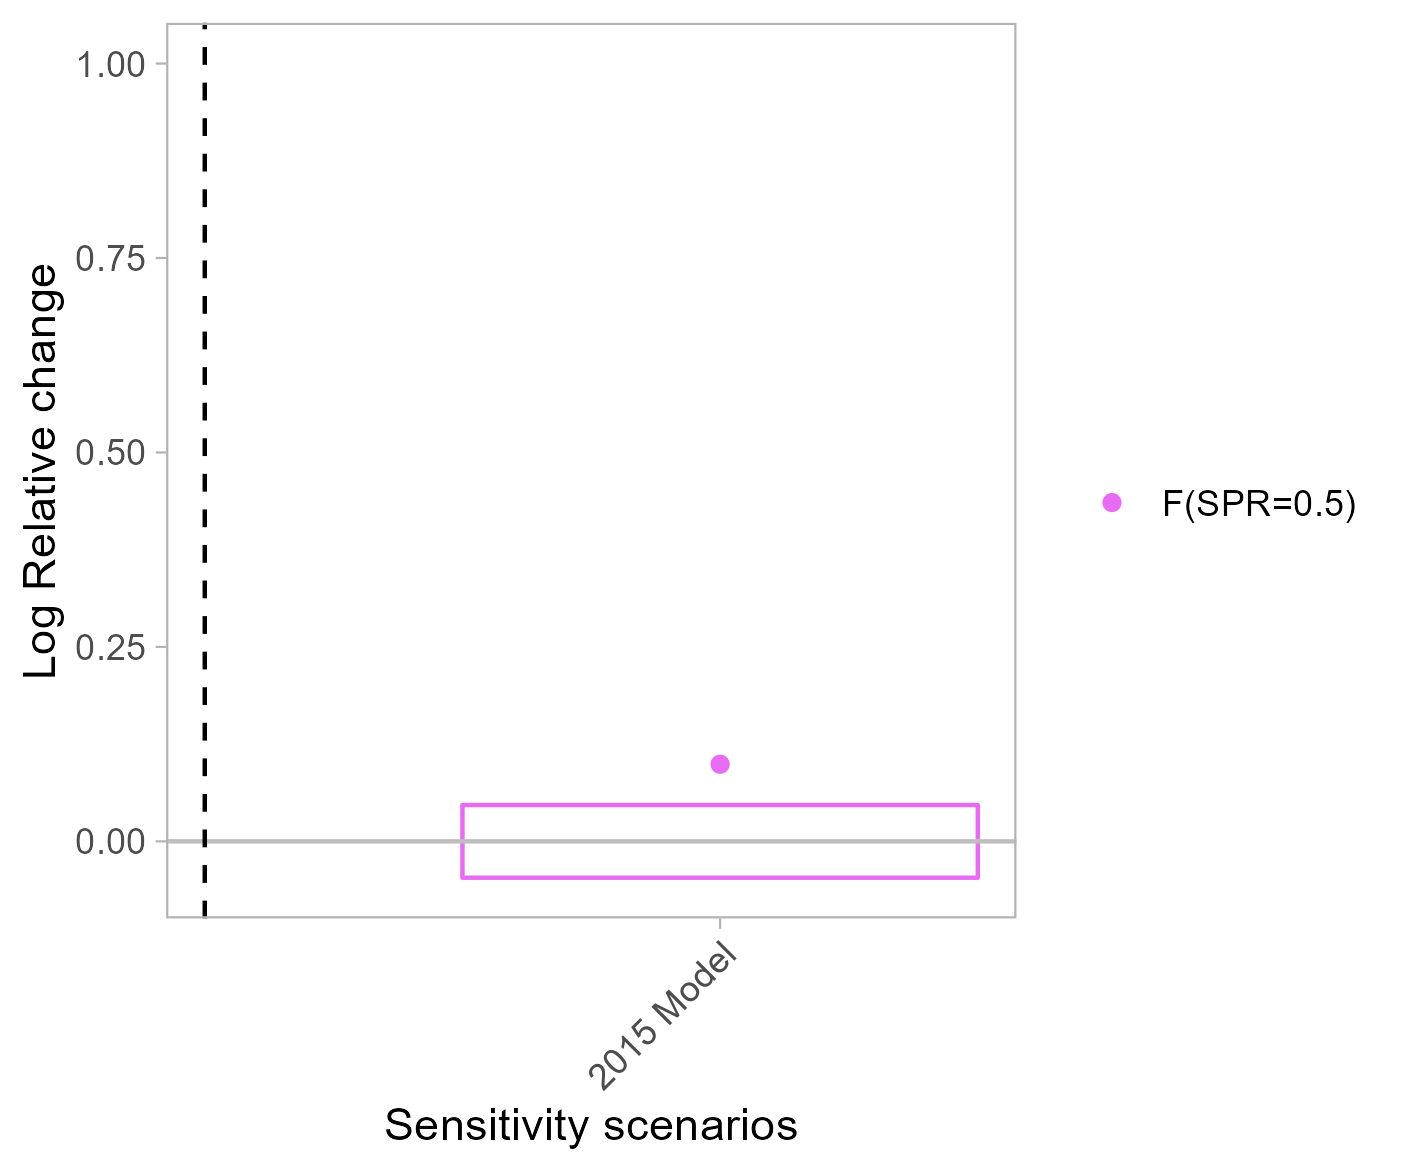 1.00
0.75
0.50
0.25
0.00
Log Relative change
2015 Model
Sensitivity scenarios
F(SPR=0.5)